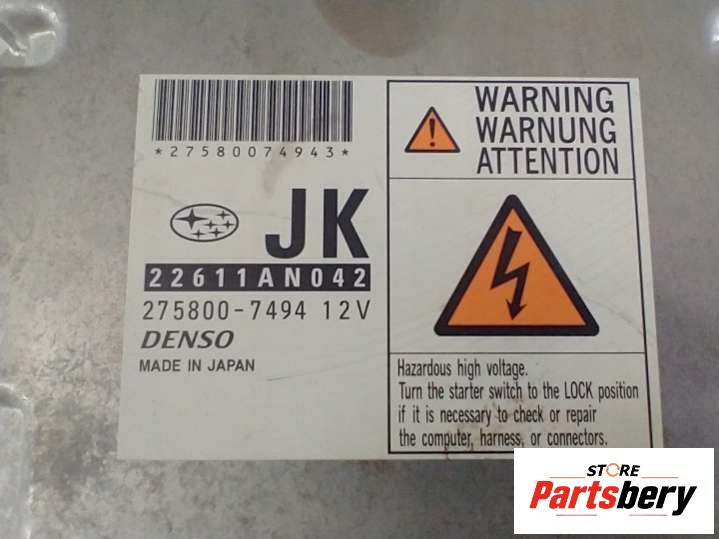 *27580074943*
JK
22611AN042
275800-7494 12V
DENSO
MADE IN JAPAN
WARNING
WARNUNG
ATTENTION
Hazardous high voltage.
Turn the starter switch to the LOCK position
if it is necessary to check or repair
the computer, harness, or connectors.
STORE
Partsbery